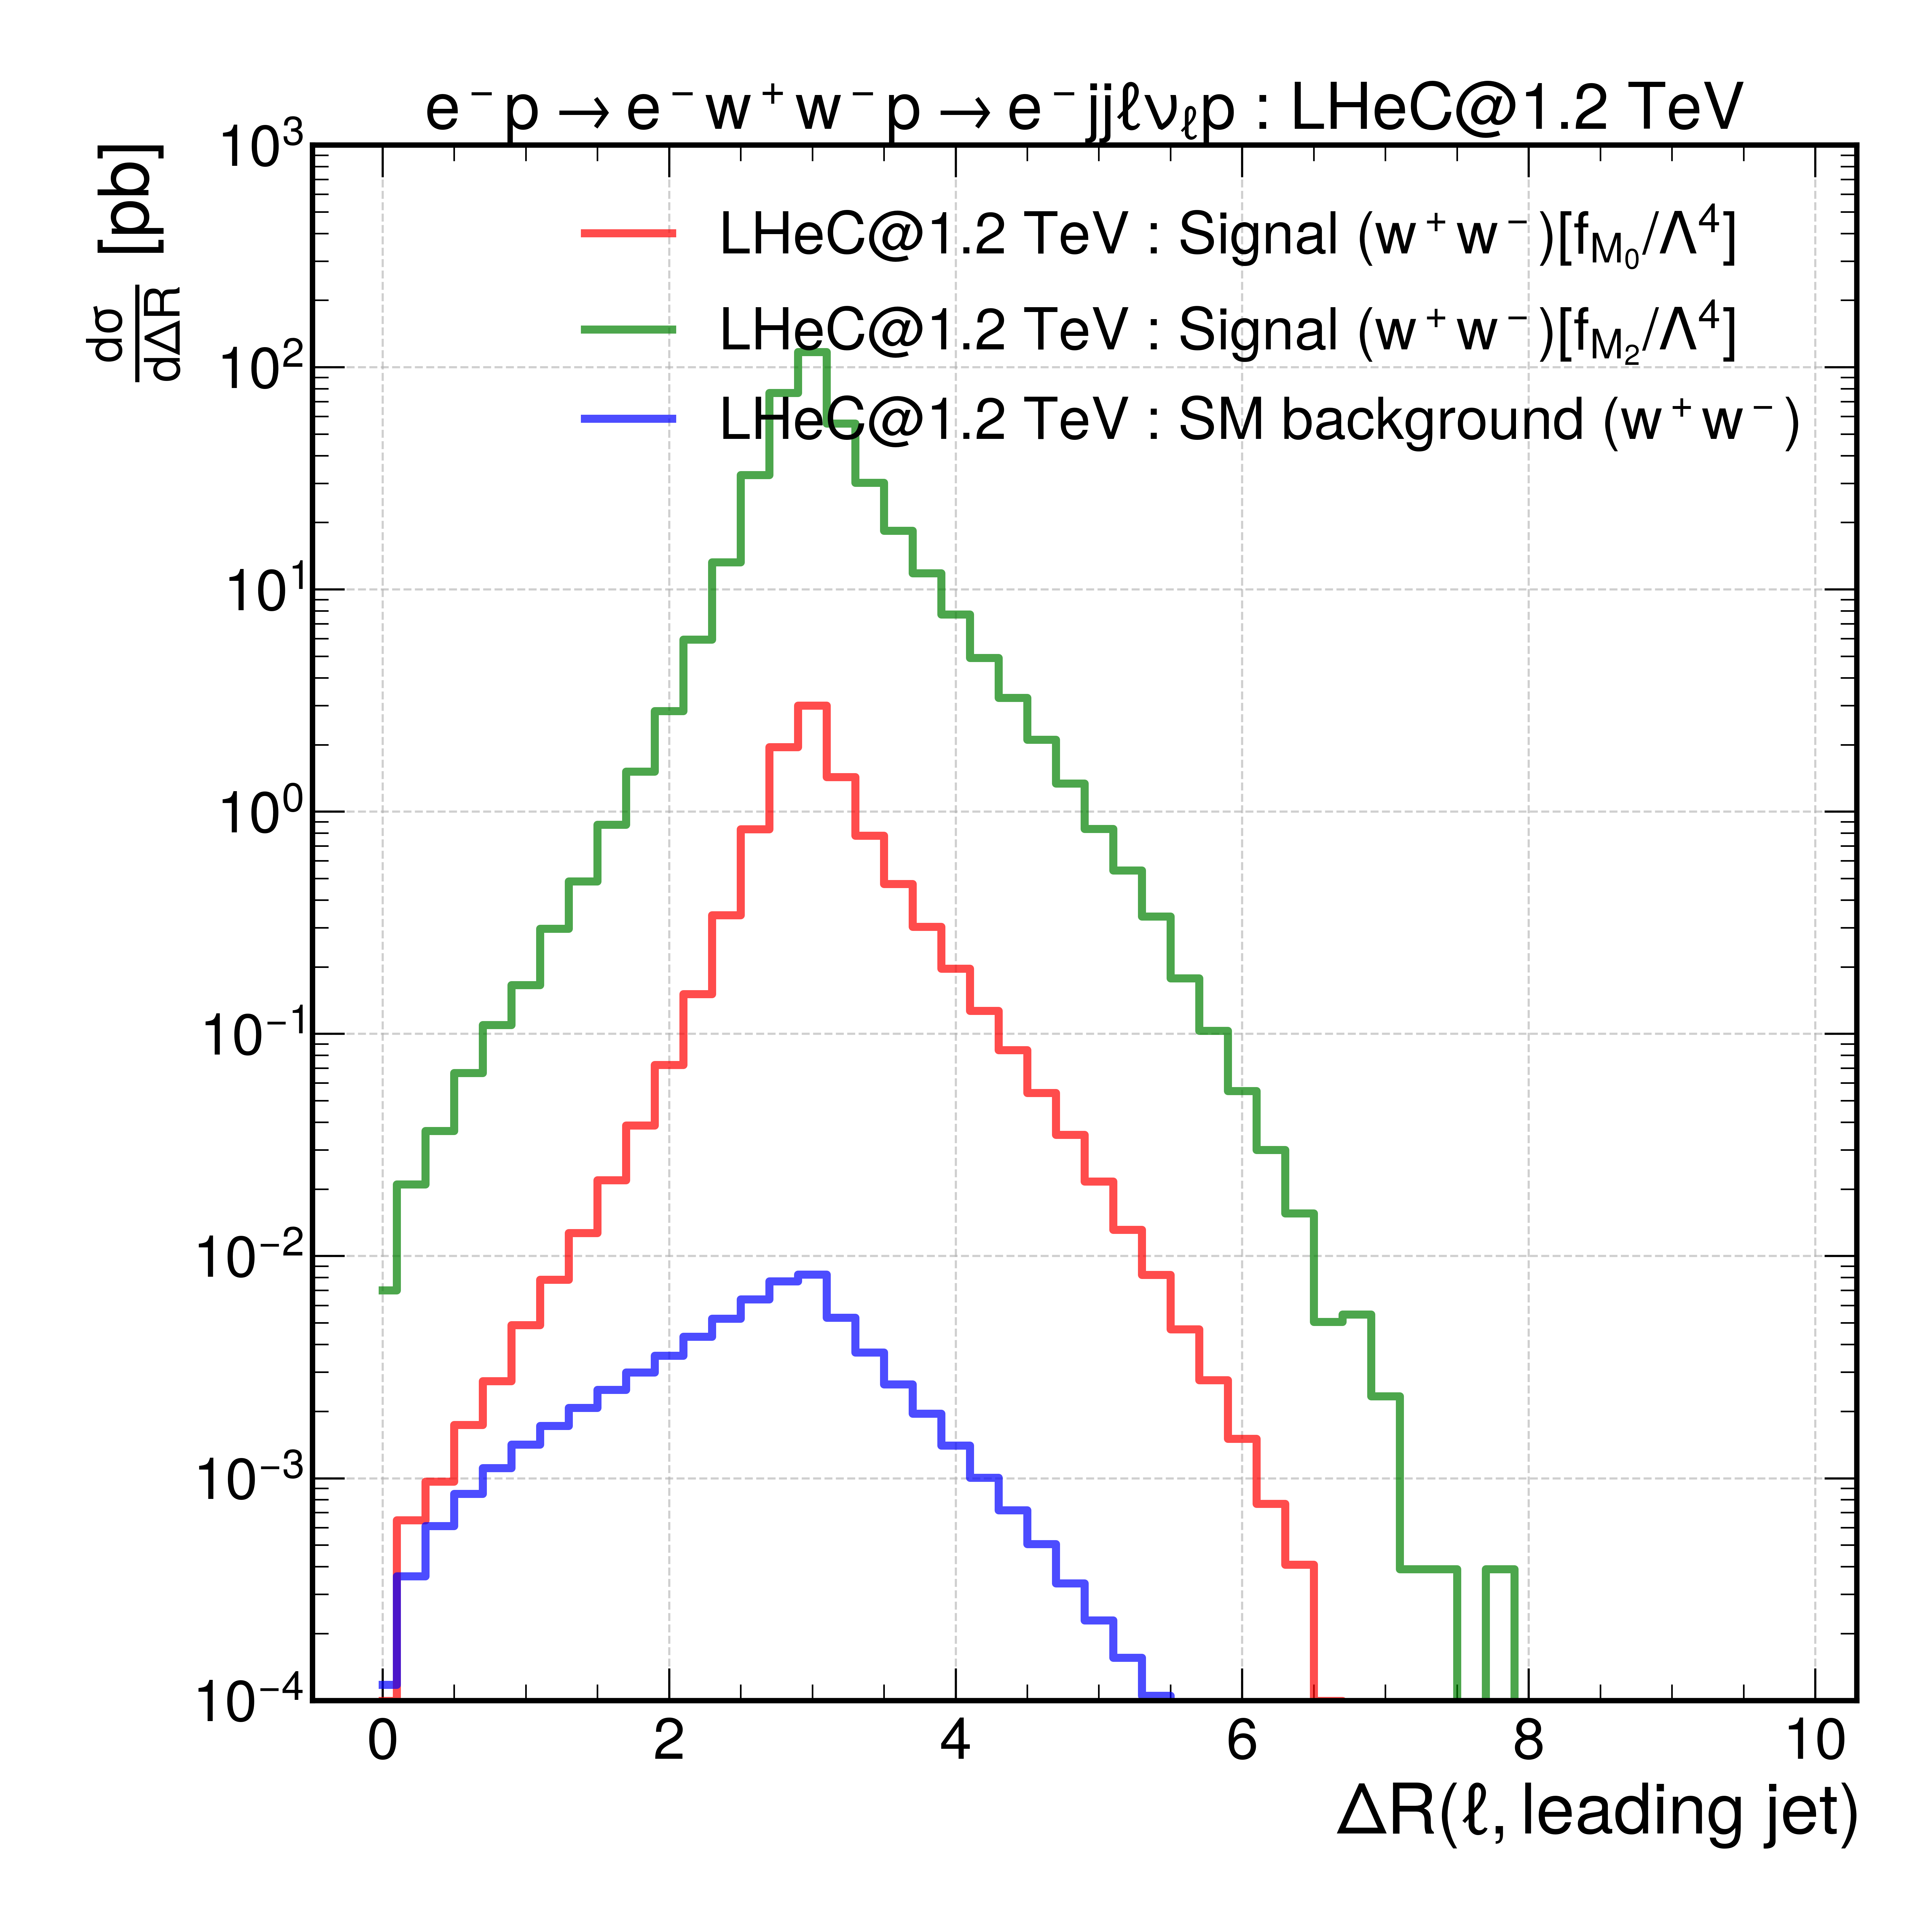 e⁻p → e⁻w⁺w⁻p → e⁻jjℓνₗp : LHeC@1.2 TeV
dσ/dΔR [pb]
LHeC@1.2 TeV : Signal (w⁺w⁻)[f_M₀/Λ⁴]
LHeC@1.2 TeV : Signal (w⁺w⁻)[f_M₂/Λ⁴]
LHeC@1.2 TeV : SM background (w⁺w⁻)
10³
10²
10¹
10⁰
10⁻¹
10⁻²
10⁻³
10⁻⁴
0 2 4 6 8 10
ΔR(ℓ, leading jet)